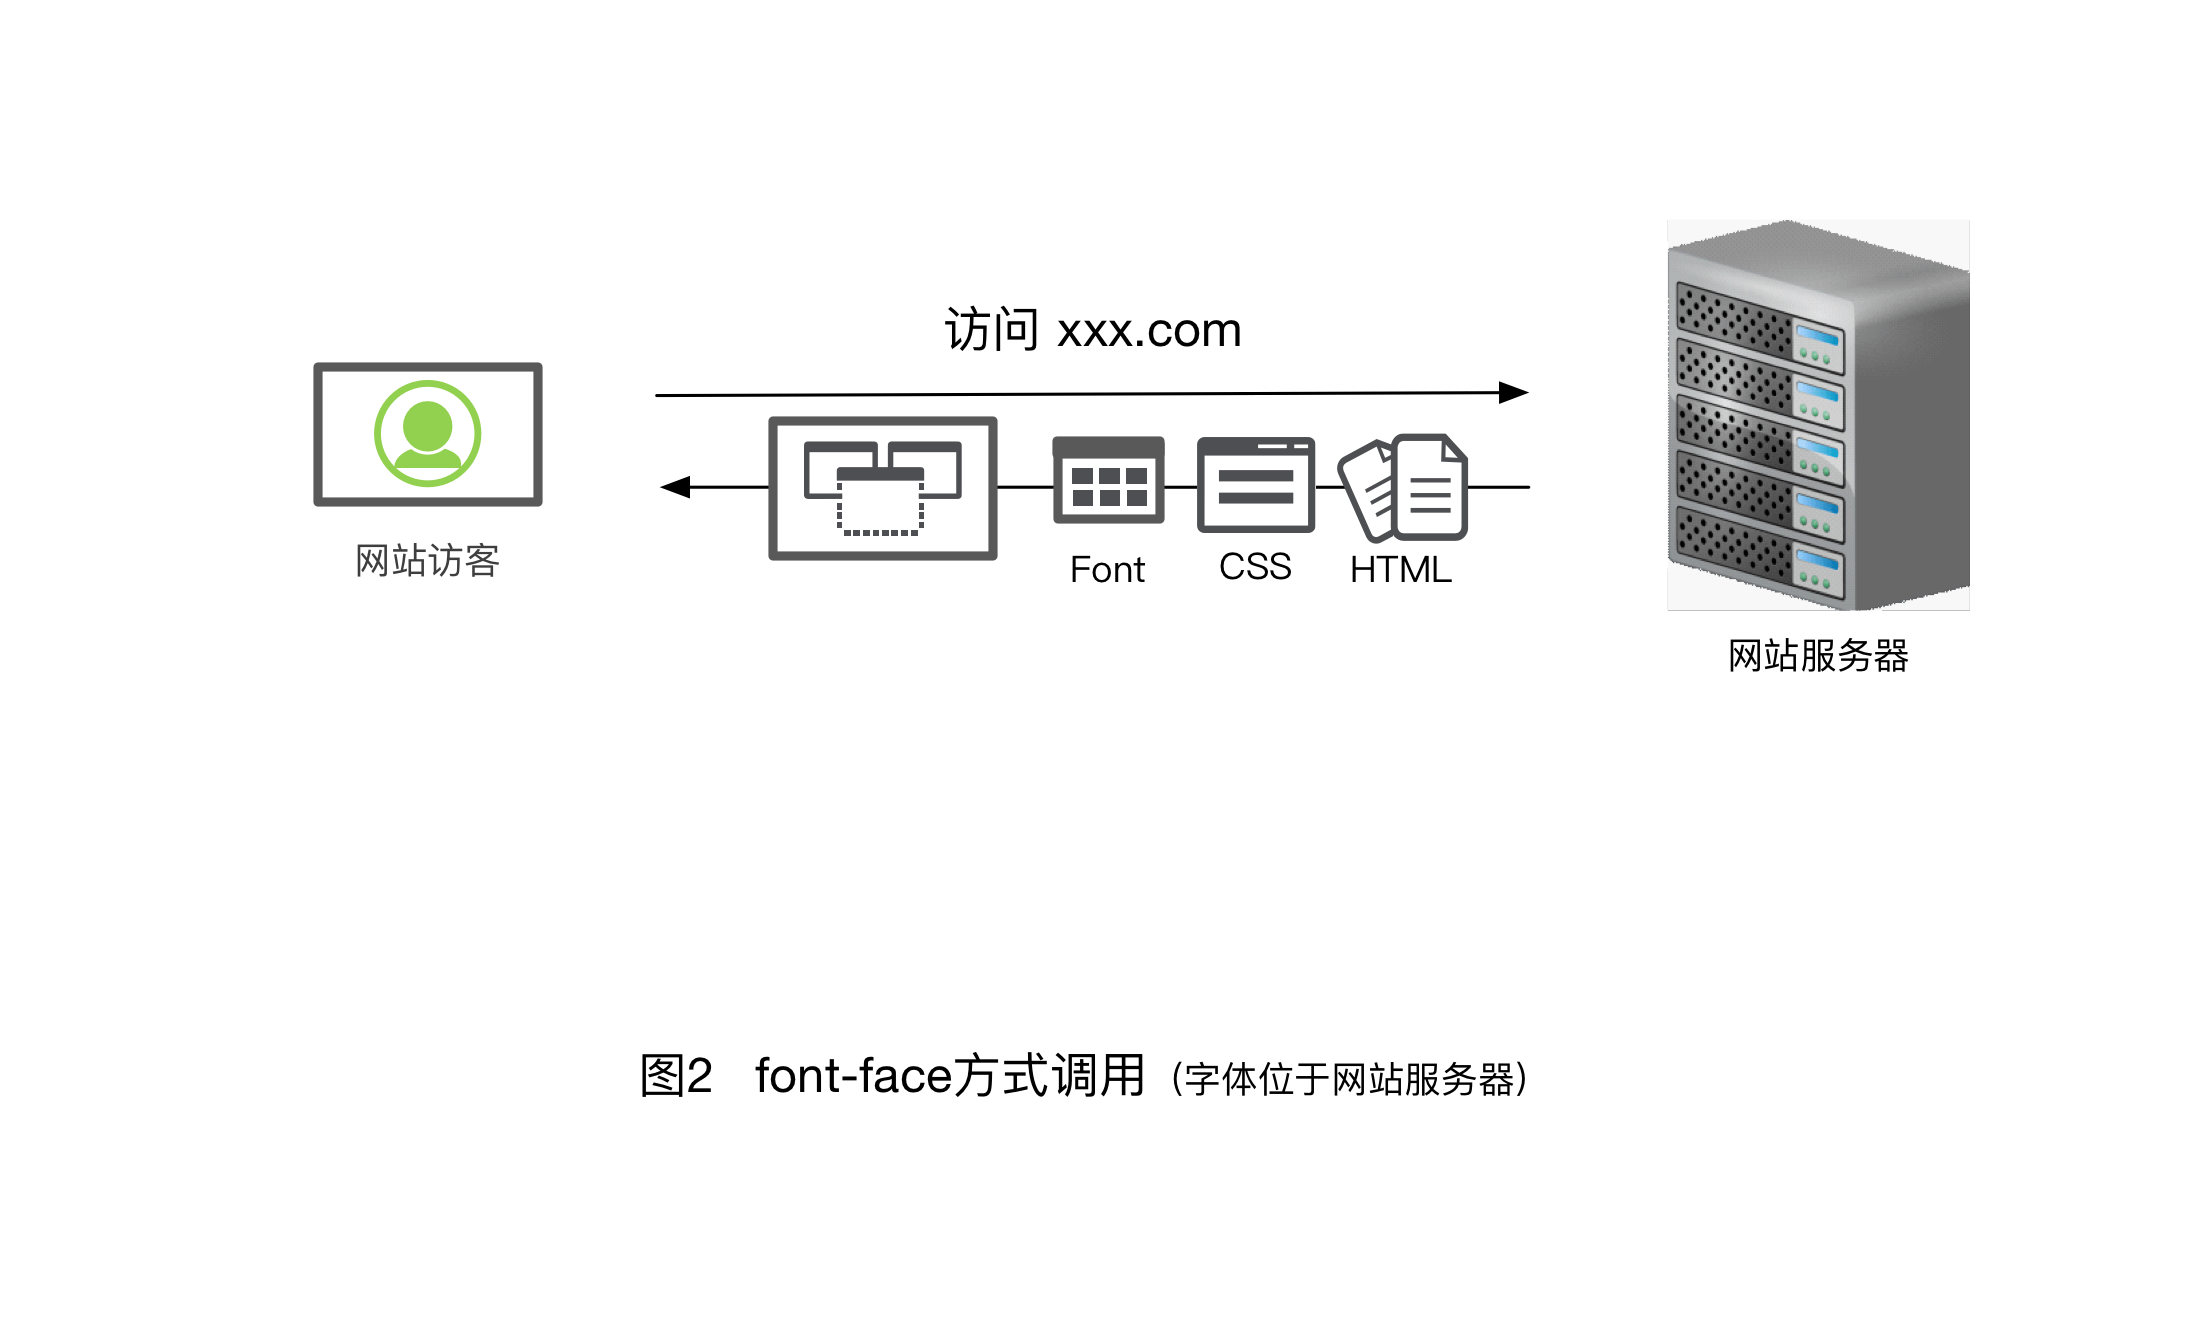 访问 xxx.com
网站访客
Font
CSS
HTML
网站服务器
图2 font-face方式调用 (字体位于网站服务器)